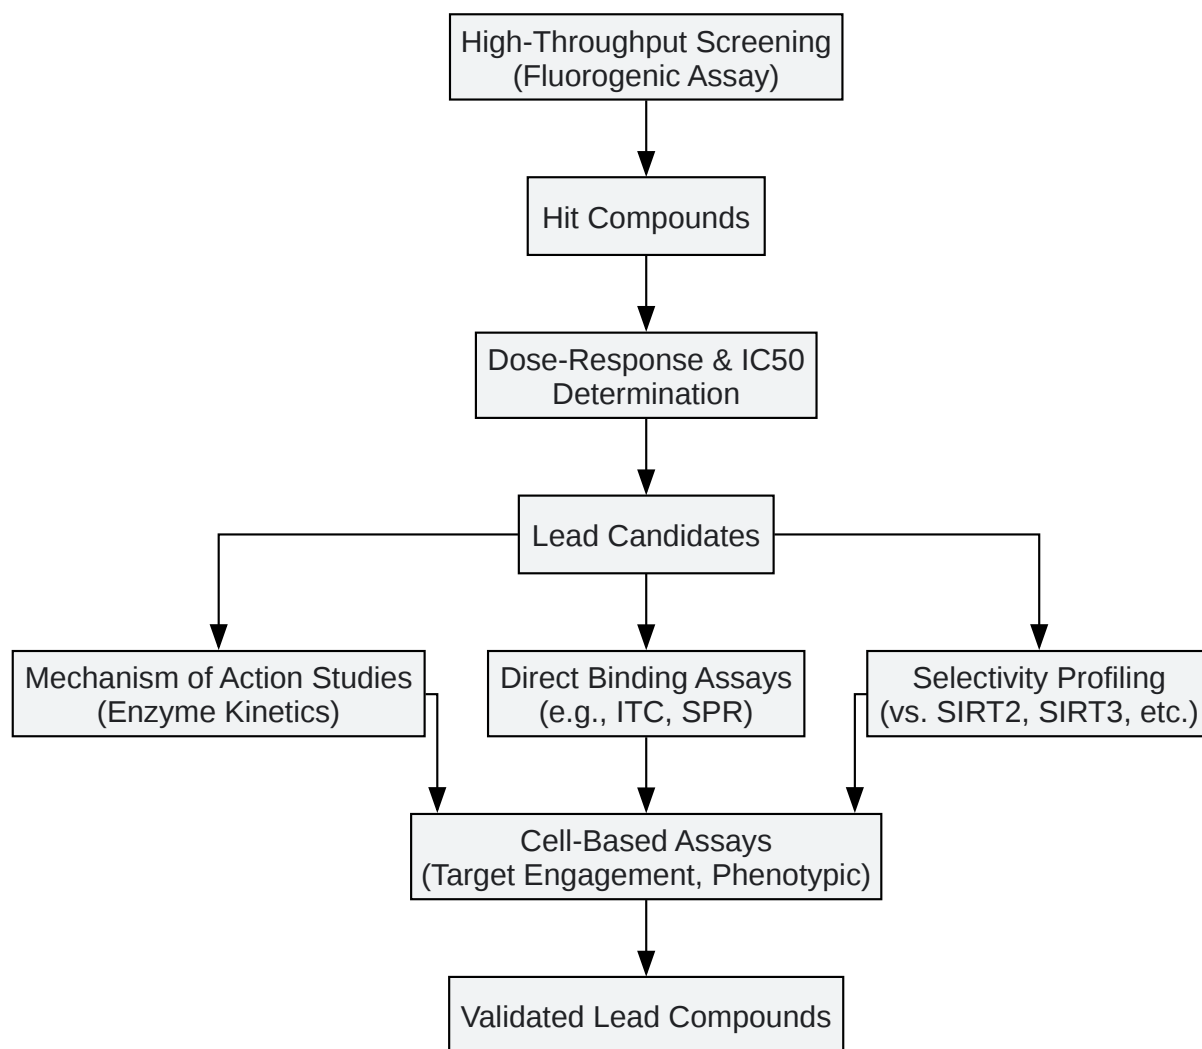 High-Throughput Screening
(Fluorogenic Assay)
Hit Compounds
Dose-Response & IC50
Determination
Lead Candidates
Mechanism of Action Studies
(Enzyme Kinetics)
Direct Binding Assays
(e.g., ITC, SPR)
Selectivity Profiling
(vs. SIRT2, SIRT3, etc.)
Cell-Based Assays
(Target Engagement, Phenotypic)
Validated Lead Compounds